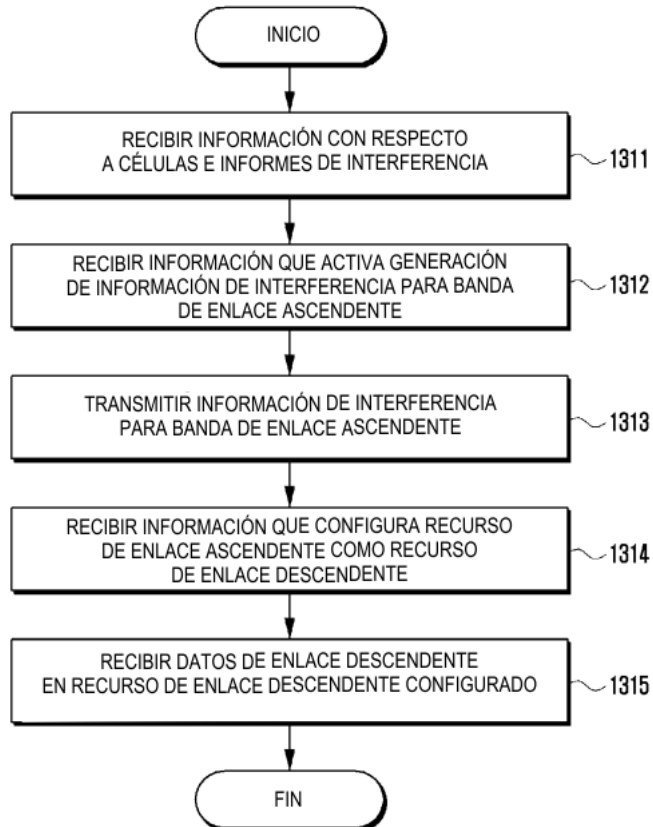 INICIO
RECIBIR INFORMACIÓN CON RESPECTO
A CÉLULAS E INFORMES DE INTERFERENCIA
1311
RECIBIR INFORMACIÓN QUE ACTIVA GENERACIÓN
DE INFORMACIÓN DE INTERFERENCIA PARA BANDA
DE ENLACE ASCENDENTE
1312
TRANSMITIR INFORMACIÓN DE INTERFERENCIA
PARA BANDA DE ENLACE ASCENDENTE
1313
RECIBIR INFORMACIÓN QUE CONFIGURA RECURSO
DE ENLACE ASCENDENTE COMO RECURSO
DE ENLACE DESCENDENTE
1314
RECIBIR DATOS DE ENLACE DESCENDENTE
EN RECURSO DE ENLACE DESCENDENTE CONFIGURADO
1315
FIN